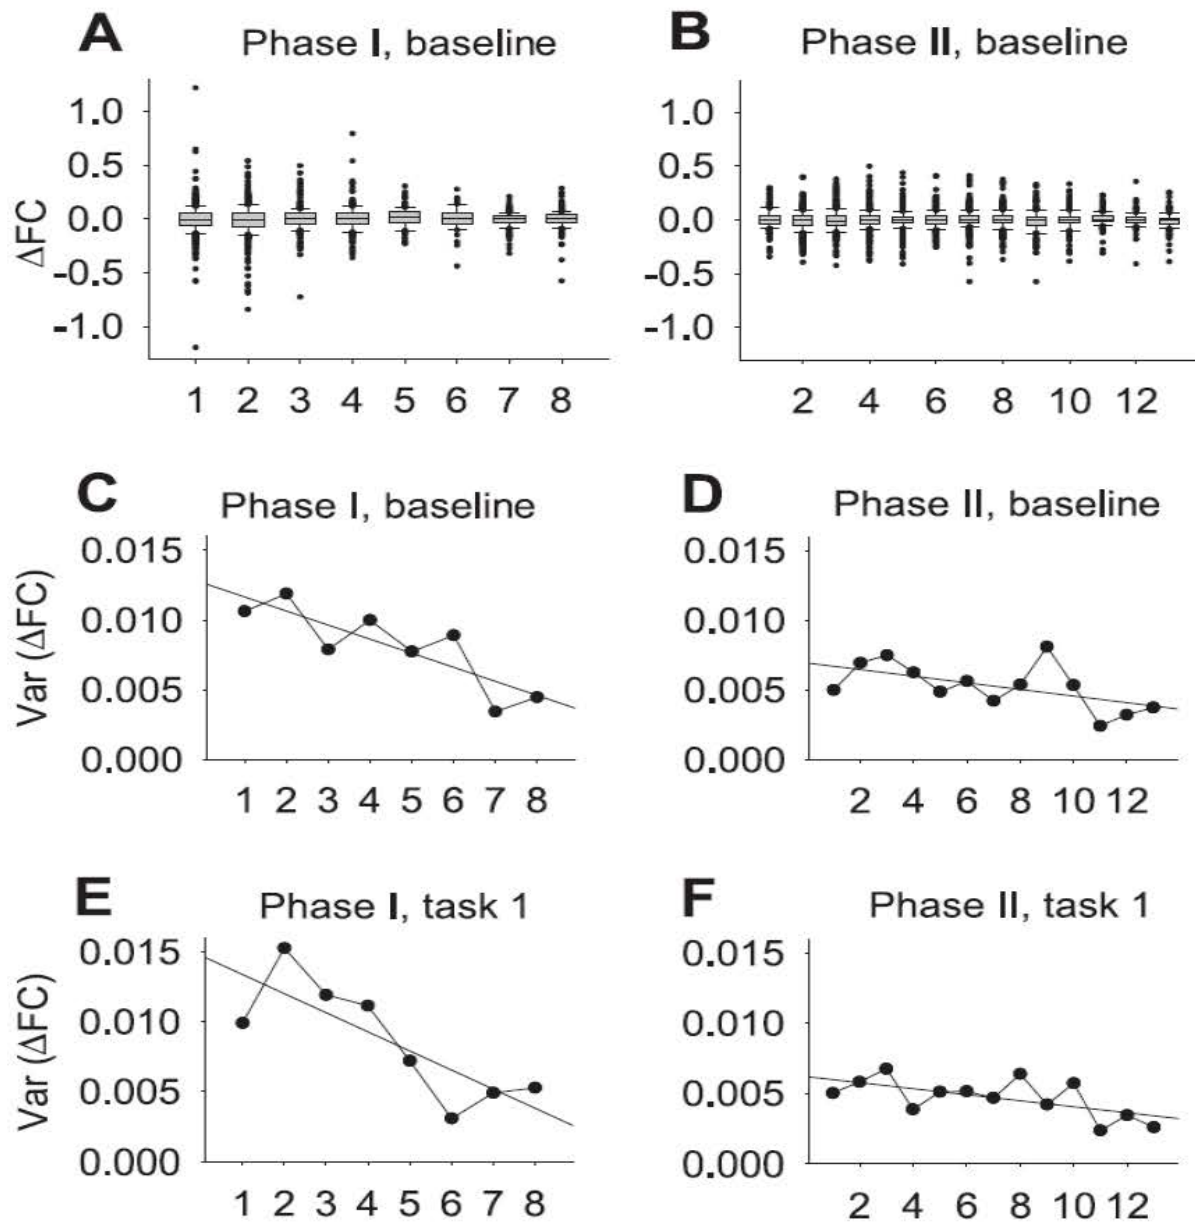 A Phase I, baseline
B Phase II, baseline
ΔFC
1.0
0.5
0.0
-0.5
-1.0
1 2 3 4 5 6 7 8
1.0
0.5
0.0
-0.5
-1.0
2 4 6 8 10 12
C Phase I, baseline
D Phase II, baseline
Var (ΔFC)
0.015
0.010
0.005
0.000
1 2 3 4 5 6 7 8
0.015
0.010
0.005
0.000
2 4 6 8 10 12
E Phase I, task 1
F Phase II, task 1
Var (ΔFC)
0.015
0.010
0.005
0.000
1 2 3 4 5 6 7 8
0.015
0.010
0.005
0.000
2 4 6 8 10 12